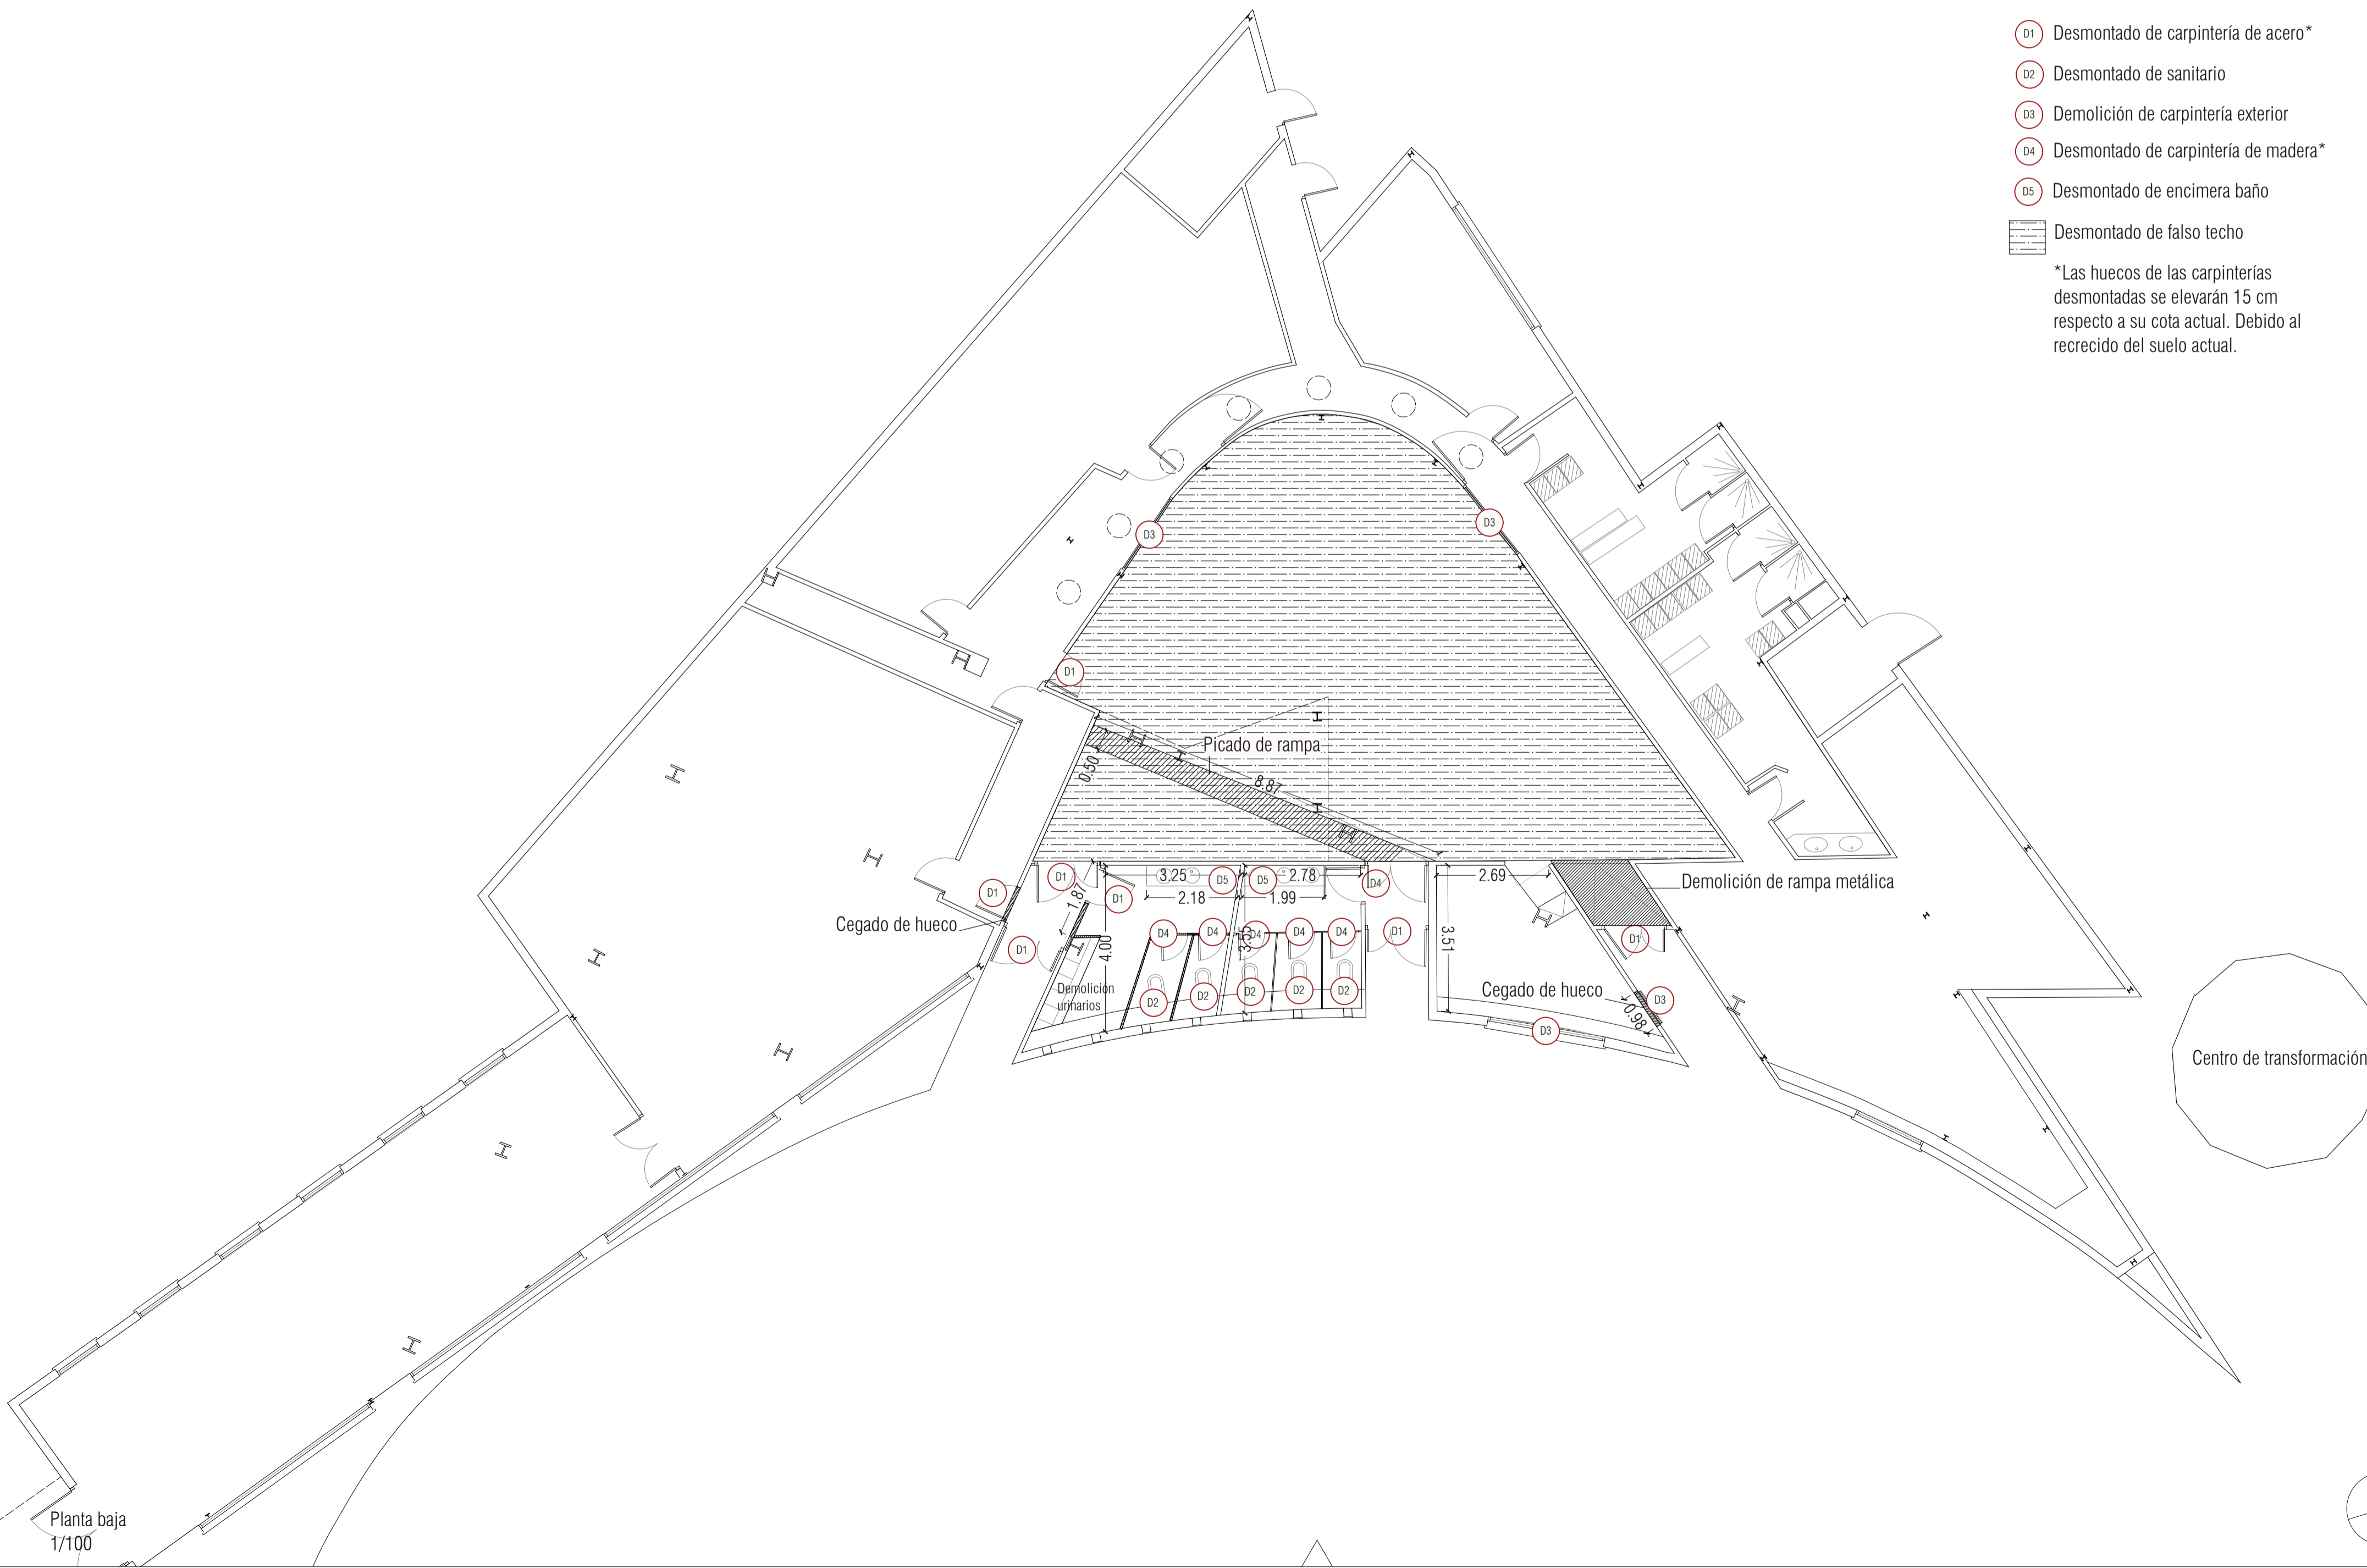 D1 Desmontado de carpintería de acero*
D2 Desmontado de sanitario
D3 Demolición de carpintería exterior
D4 Desmontado de carpintería de madera*
D5 Desmontado de encimera baño
Desmontado de falso techo
*Las huecos de las carpinterías
desmontadas se elevarán 15 cm
respecto a su cota actual. Debido al
recrecido del suelo actual.
D3
D3
D1
Picado de rampa
0.50
8.87
D1
D1
D1
1.87
3.25
D5
D5
2.78
D4
2.69
Demolición de rampa metálica
2.18
1.99
Cegado de hueco
D1
4.00
D4
D4
3.55
D4
D4
D4
D1
3.51
D1
Demolición
urinarios
D2
D2
D2
D2
D2
Cegado de hueco
D3
0.98
D3
Centro de transformación
Planta baja
1/100